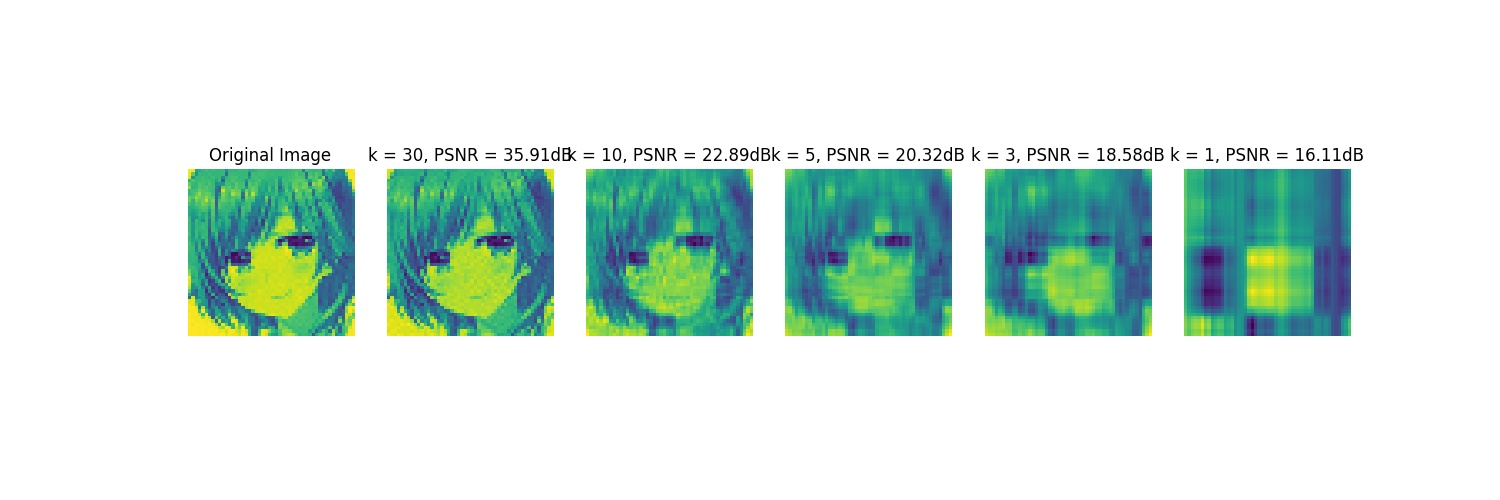 Original Image
k = 30, PSNR = 35.91dB
k = 10, PSNR = 22.89dB
k = 5, PSNR = 20.32dB
k = 3, PSNR = 18.58dB
k = 1, PSNR = 16.11dB